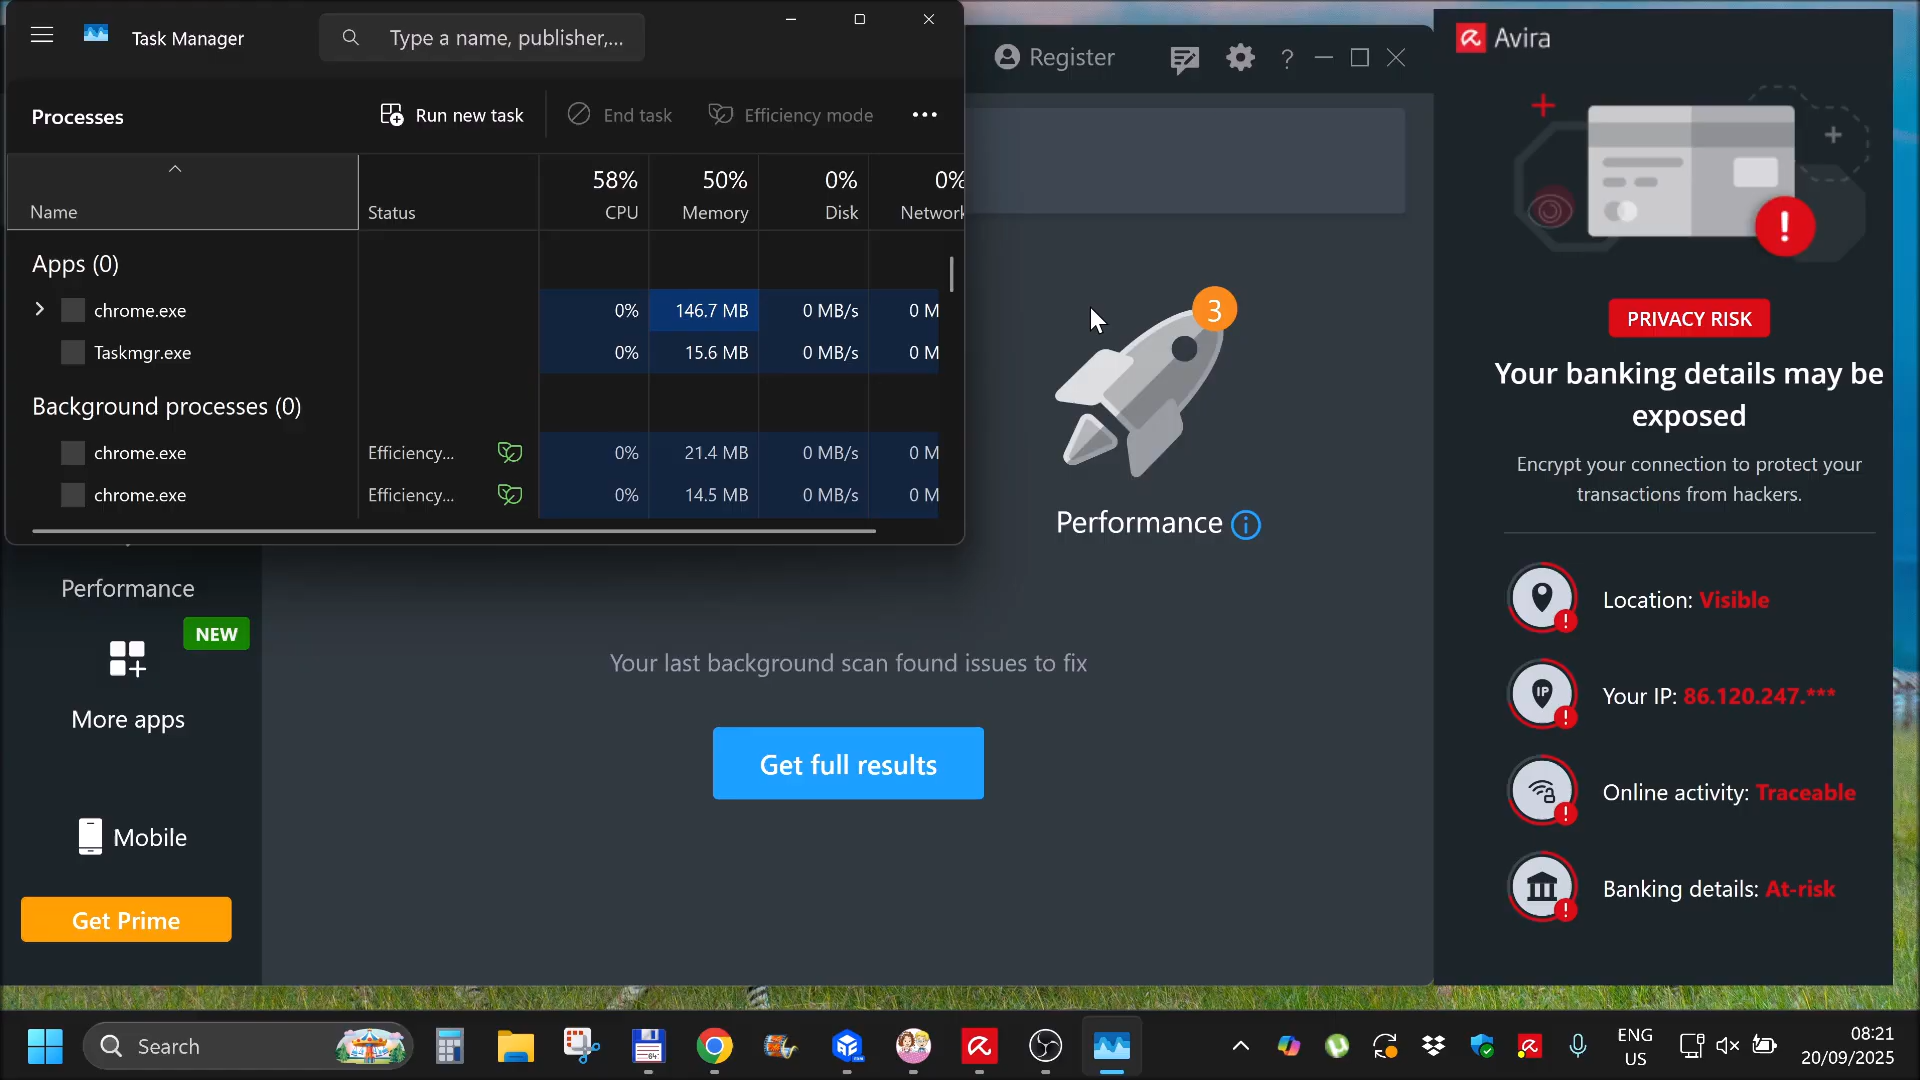 Task Manager
Type a name, publisher,...
Processes
Run new task
End task
Efficiency mode
Name
Status
58%
CPU
50%
Memory
0%
Disk
0%
Network
Apps (0)
chrome.exe
0%
146.7 MB
0 MB/s
0 M
Taskmgr.exe
0%
15.6 MB
0 MB/s
0 M
Background processes (0)
chrome.exe
Efficiency...
0%
21.4 MB
0 MB/s
0 M
chrome.exe
Efficiency...
0%
14.5 MB
0 MB/s
0 M
Register
?
3
Performance
Performance
NEW
More apps
Mobile
Get Prime
Your last background scan found issues to fix
Get full results
Avira
PRIVACY RISK
Your banking details may be
exposed
Encrypt your connection to protect your
transactions from hackers.
Location: Visible
IP
Your IP: 86.120.247.***
Online activity: Traceable
Banking details: At-risk
Search
ENG
US
08:21
20/09/2025